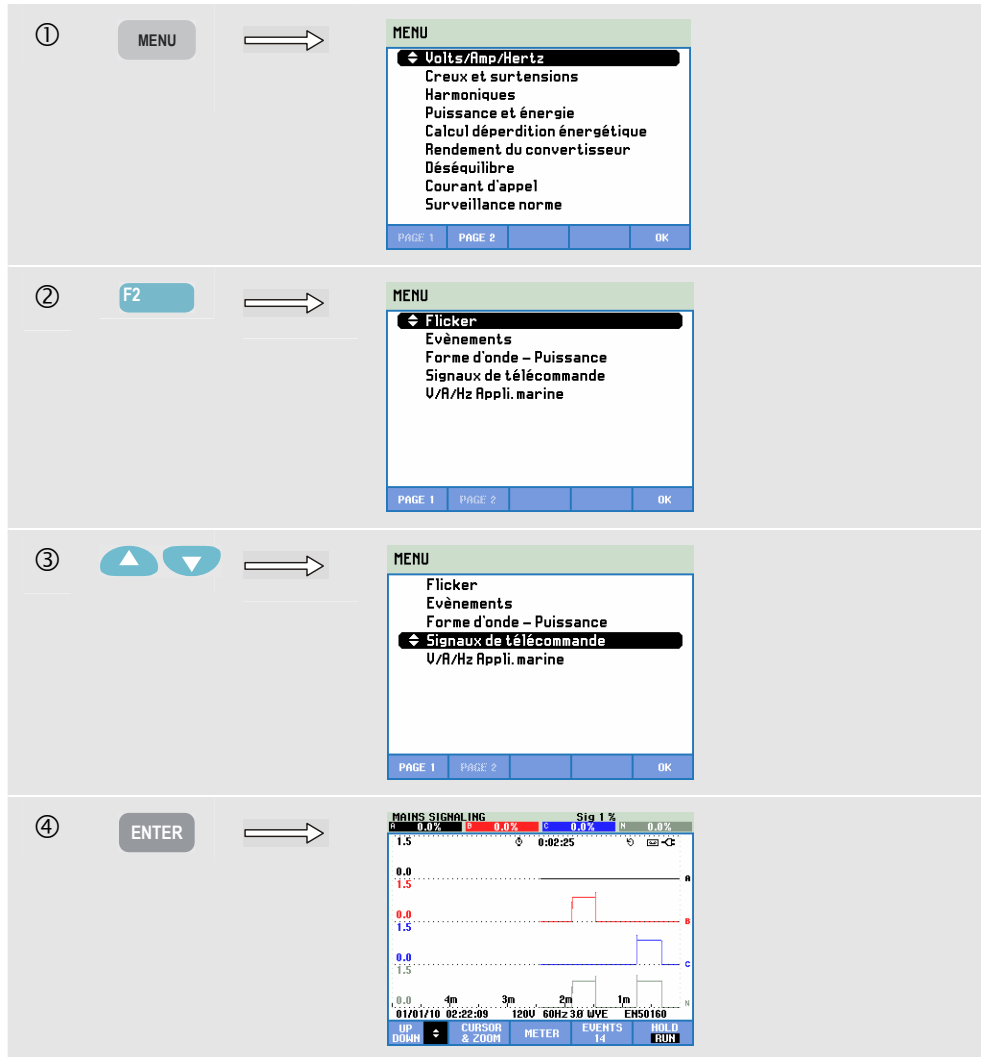 ①
MENU
MENU
Volts/Amp/Hertz
Creux et surtensions
Harmoniques
Puissance et énergie
Calcul déperdition énergétique
Rendement du convertisseur
Déséquilibre
Courant d'appel
Surveillance norme
PAGE 1 PAGE 2 OK
②
F2
MENU
Flicker
Evènements
Forme d'onde – Puissance
Signaux de télécommande
V/A/Hz Appli. marine
PAGE 1 PAGE 2 OK
③
MENU
Flicker
Evènements
Forme d'onde – Puissance
Signaux de télécommande
V/A/Hz Appli. marine
PAGE 1 PAGE 2 OK
④
ENTER
MAINS SIGNALING Sig 1 %
A 0.0% B 0.0% C 0.0% N 0.0%
1.5 0:02:25
0.0 A
1.5
0.0 B
1.5
0.0 C
1.5
0.0 4m 3m 2m 1m N
01/01/10 02:22:09 120V 60Hz 3Ø WYE EN50160
UP DOWN CURSOR & ZOOM METER EVENTS 14 HOLD RUN